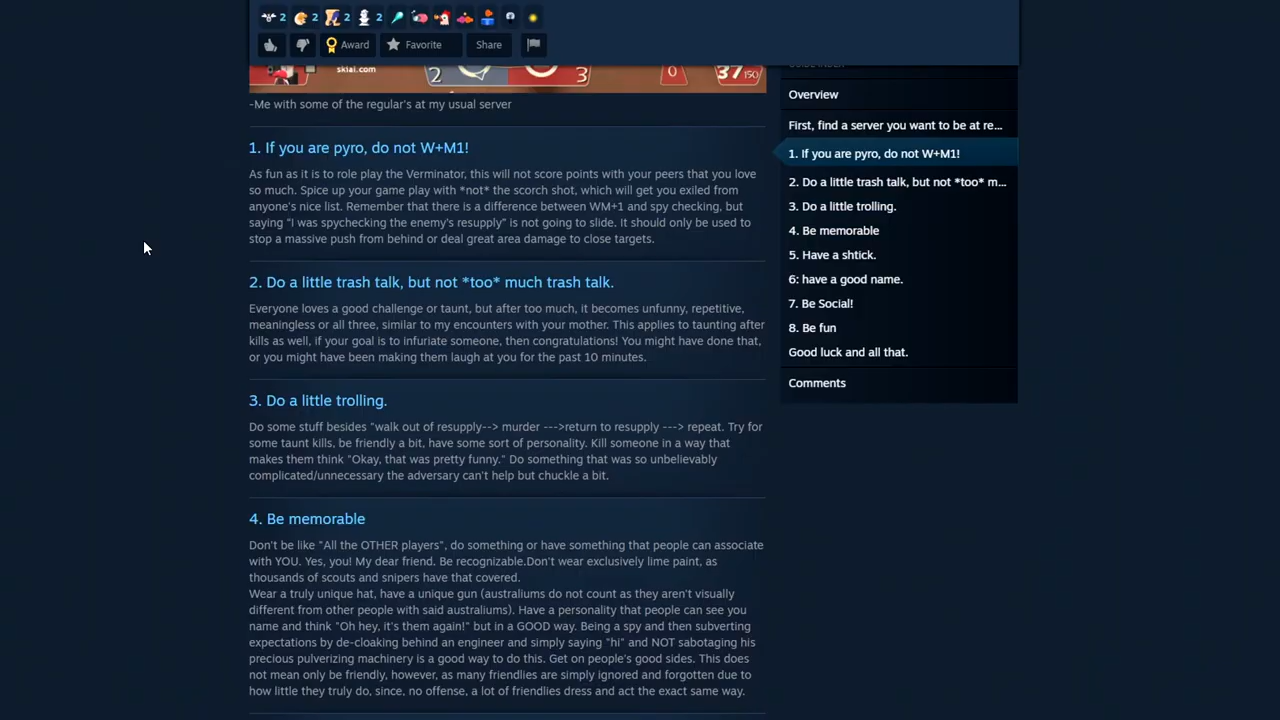 2 2 2 2
Award Favorite Share
skial.com 2 3 0 37/150
-Me with some of the regular's at my usual server
1. If you are pyro, do not W+M1!
As fun as it is to role play the Verminator, this will not score points with your peers that you love
so much. Spice up your game play with *not* the scorch shot, which will get you exiled from
anyone's nice list. Remember that there is a difference between WM+1 and spy checking, but
saying "I was spychecking the enemy's resupply" is not going to slide. It should only be used to
stop a massive push from behind or deal great area damage to close targets.
2. Do a little trash talk, but not *too* much trash talk.
Everyone loves a good challenge or taunt, but after too much, it becomes unfunny, repetitive,
meaningless or all three, similar to my encounters with your mother. This applies to taunting after
kills as well, if your goal is to infuriate someone, then congratulations! You might have done that,
or you might have been making them laugh at you for the past 10 minutes.
3. Do a little trolling.
Do some stuff besides "walk out of resupply--> murder --->return to resupply ---> repeat. Try for
some taunt kills, be friendly a bit, have some sort of personality. Kill someone in a way that
makes them think "Okay, that was pretty funny." Do something that was so unbelievably
complicated/unnecessary the adversary can't help but chuckle a bit.
4. Be memorable
Don't be like "All the OTHER players", do something or have something that people can associate
with YOU. Yes, you! My dear friend. Be recognizable.Don't wear exclusively lime paint, as
thousands of scouts and snipers have that covered.
Wear a truly unique hat, have a unique gun (australiums do not count as they aren't visually
different from other people with said australiums). Have a personality that people can see you
name and think "Oh hey, it's them again!" but in a GOOD way. Being a spy and then subverting
expectations by de-cloaking behind an engineer and simply saying "hi" and NOT sabotaging his
precious pulverizing machinery is a good way to do this. Get on people's good sides. This does
not mean only be friendly, however, as many friendlies are simply ignored and forgotten due to
how little they truly do, since, no offense, a lot of friendlies dress and act the exact same way.
Overview
First, find a server you want to be at re...
1. If you are pyro, do not W+M1!
2. Do a little trash talk, but not *too* m...
3. Do a little trolling.
4. Be memorable
5. Have a shtick.
6: have a good name.
7. Be Social!
8. Be fun
Good luck and all that.
Comments